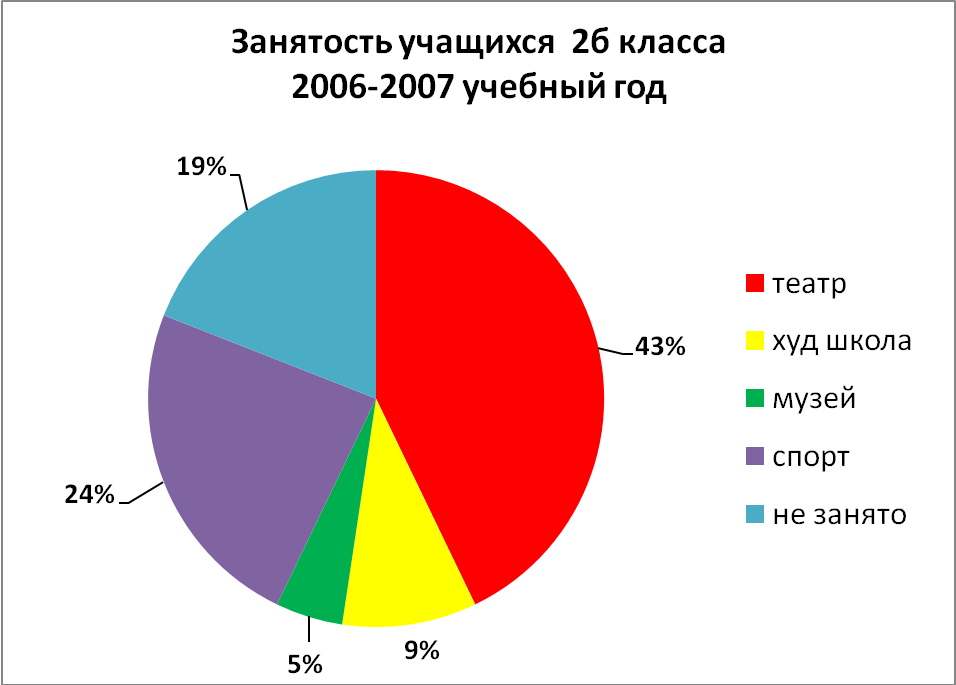 Занятость учащихся 2б класса
2006-2007 учебный год
19%
43%
24%
5%
9%
театр
худ школа
музей
спорт
не занято